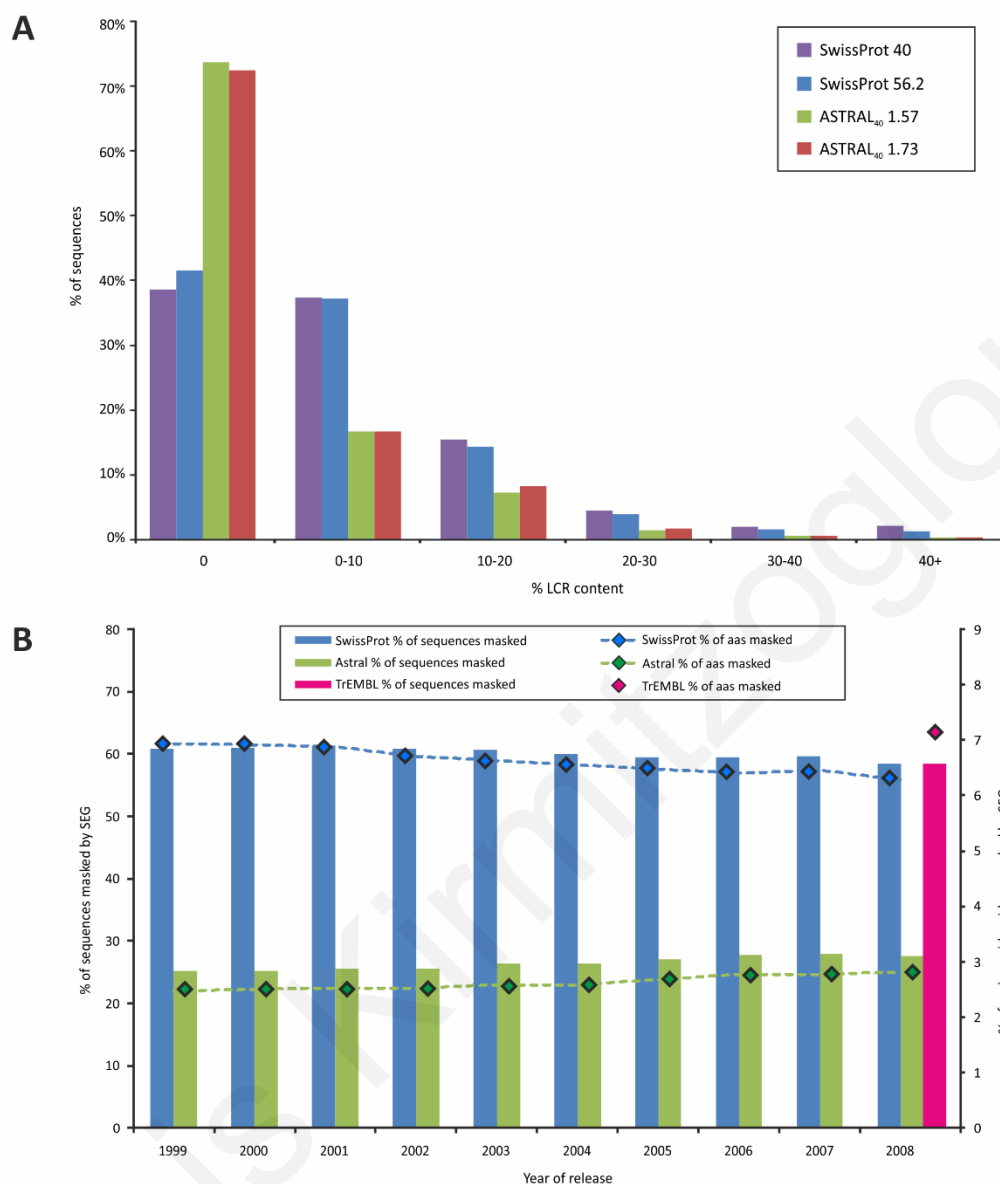 A
80%
70%
60%
50%
40%
30%
20%
10%
0%
% of sequences
SwissProt 40
SwissProt 56.2
ASTRAL₄₀ 1.57
ASTRAL₄₀ 1.73
0 0-10 10-20 20-30 30-40 40+
% LCR content
B
80
70
60
50
40
30
20
10
0
% of sequences masked by SEG
SwissProt % of sequences masked
Astral % of sequences masked
TrEMBL % of sequences masked
SwissProt % of aas masked
Astral % of aas masked
TrEMBL % of aas masked
9
8
7
6
5
4
3
2
1
0
1999 2000 2001 2002 2003 2004 2005 2006 2007 2008
Year of release
is Kirmitzoglou